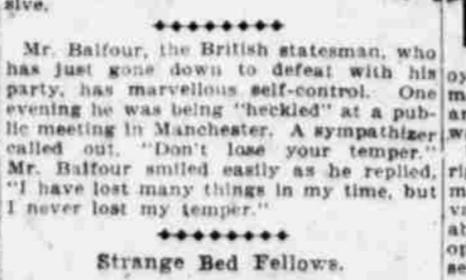 sive.
Mr. Balfour, the British statesman, who
has just gone down to defeat with his
party, has marvellous self-control. One
evening he was being "heckled" at a pub-
lic meeting in Manchester. A sympathizer
called out, "Don't lose your temper."
Mr. Balfour smiled easily as he replied,
"I have lost many things in my time, but
I never lost my temper."
Strange Bed Fellows.